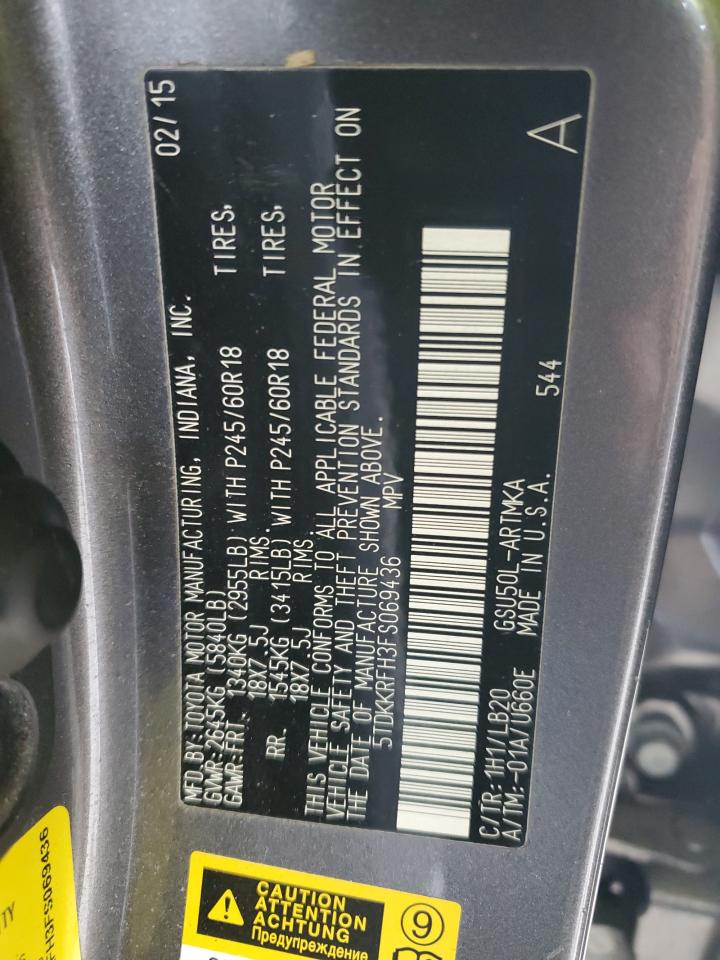 MFD.BY:TOYOTA MOTOR MANUFACTURING, INDIANA, INC. 02/15
GVWR:2645KG (5840LB)
GAWR:FRT. 1340KG (2955LB) WITH P245/60R18 TIRES,
18X7.5J RIMS.
RR. 1545KG (3415LB) WITH P245/60R18 TIRES,
18X7.5J RIMS
THIS VEHICLE CONFORMS TO ALL APPLICABLE FEDERAL MOTOR
VEHICLE SAFETY AND THEFT PREVENTION STANDARDS IN EFFECT ON
THE DATE OF MANUFACTURE SHOWN ABOVE.
5TDKKRFH3FS069436 MPV
C/TR:1H1/LB20 GSU50L-ARTMKA 544 A
A/TM:-01A/U660E MADE IN U.S.A.
CAUTION
ATTENTION
ACHTUNG
Предупреждение
9
H3FS069436